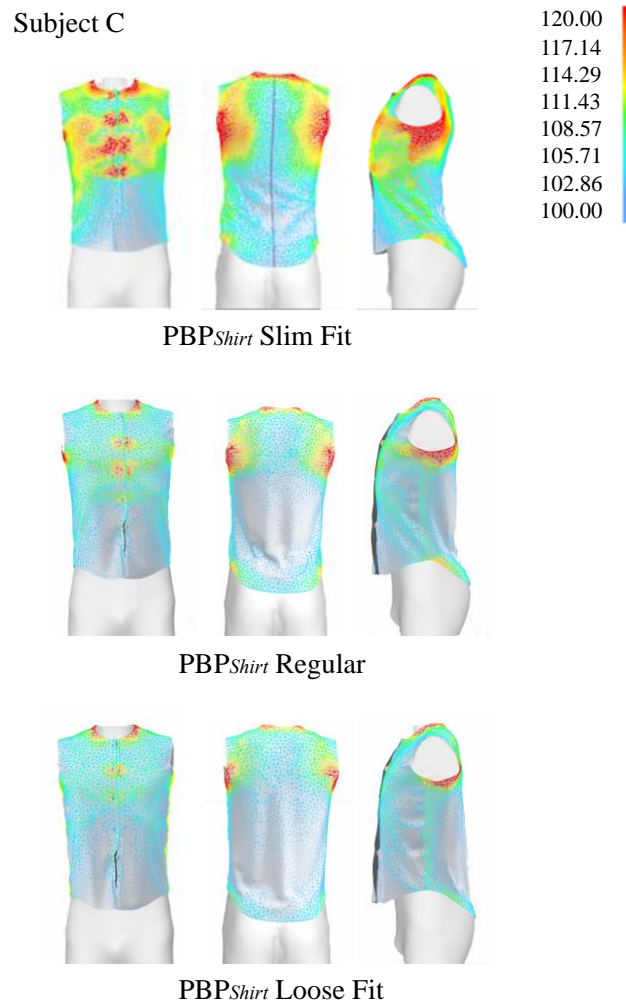 Subject C
120.00
117.14
114.29
111.43
108.57
105.71
102.86
100.00
PBPShirt Slim Fit
PBPShirt Regular
PBPShirt Loose Fit